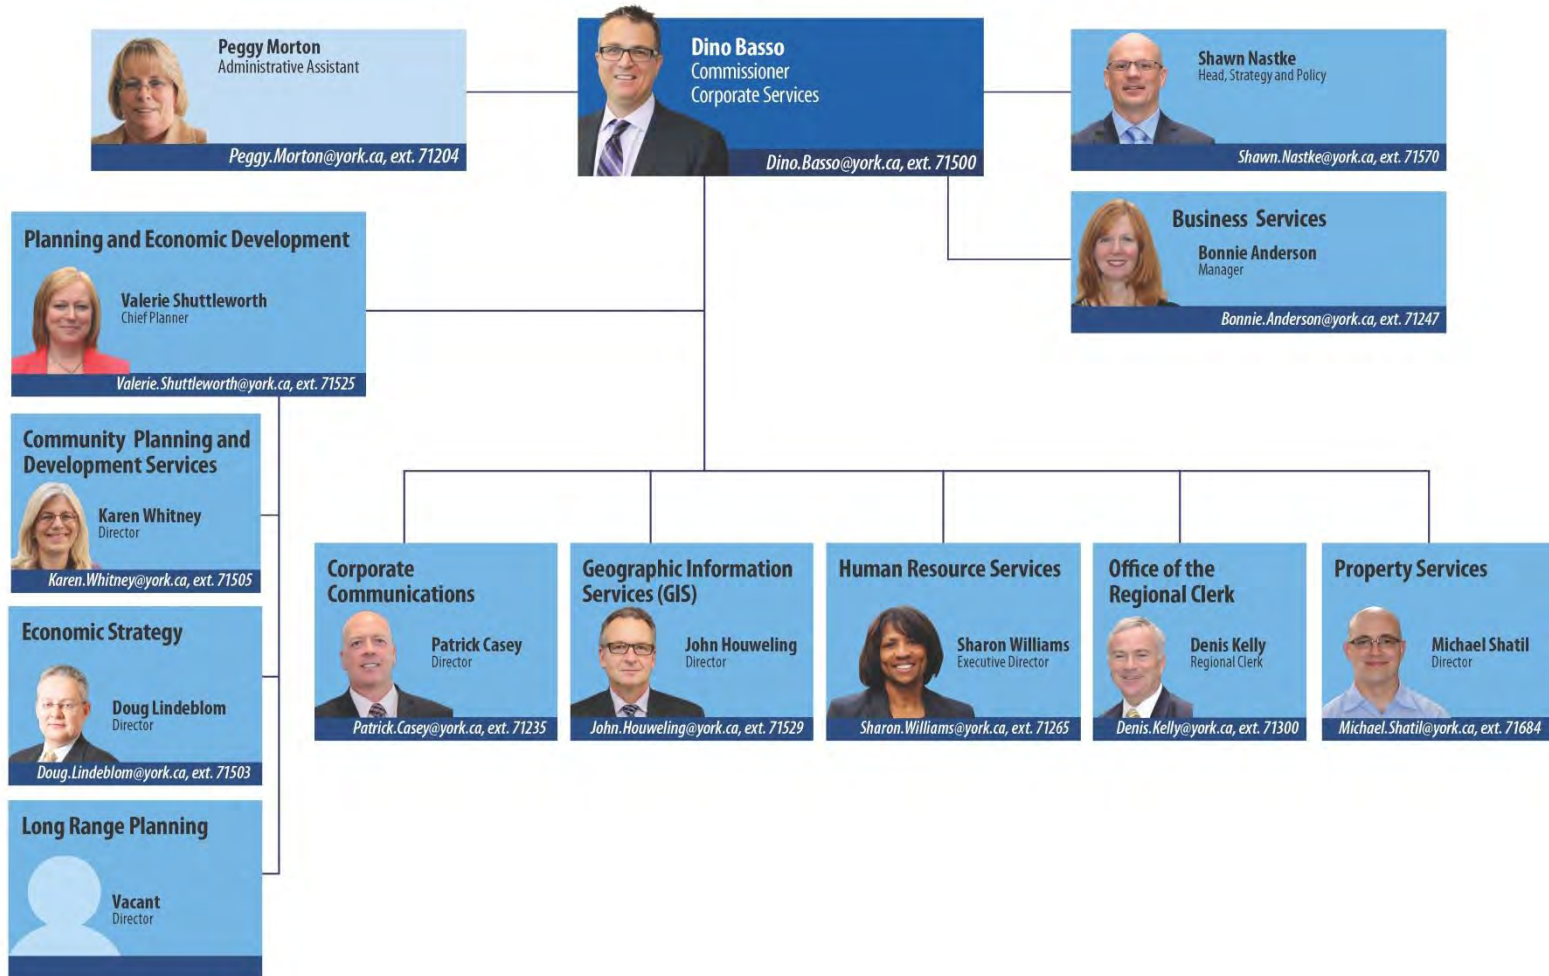 Peggy Morton
Administrative Assistant
Peggy.Morton@york.ca, ext. 71204
Dino Basso
Commissioner
Corporate Services
Dino.Basso@york.ca, ext. 71500
Shawn Nastke
Head, Strategy and Policy
Shawn.Nastke@york.ca, ext. 71570
Business Services
Bonnie Anderson
Manager
Bonnie.Anderson@york.ca, ext. 71247
Planning and Economic Development
Valerie Shuttleworth
Chief Planner
Valerie.Shuttleworth@york.ca, ext. 71525
Community Planning and
Development Services
Karen Whitney
Director
Karen.Whitney@york.ca, ext. 71505
Economic Strategy
Doug Lindeblom
Director
Doug.Lindeblom@york.ca, ext. 71503
Long Range Planning
Vacant
Director
Corporate
Communications
Patrick Casey
Director
Patrick.Casey@york.ca, ext. 71235
Geographic Information
Services (GIS)
John Houweling
Director
John.Houweling@york.ca, ext. 71529
Human Resource Services
Sharon Williams
Executive Director
Sharon.Williams@york.ca, ext. 71265
Office of the
Regional Clerk
Denis Kelly
Regional Clerk
Denis.Kelly@york.ca, ext. 71300
Property Services
Michael Shatil
Director
Michael.Shatil@york.ca, ext. 71684